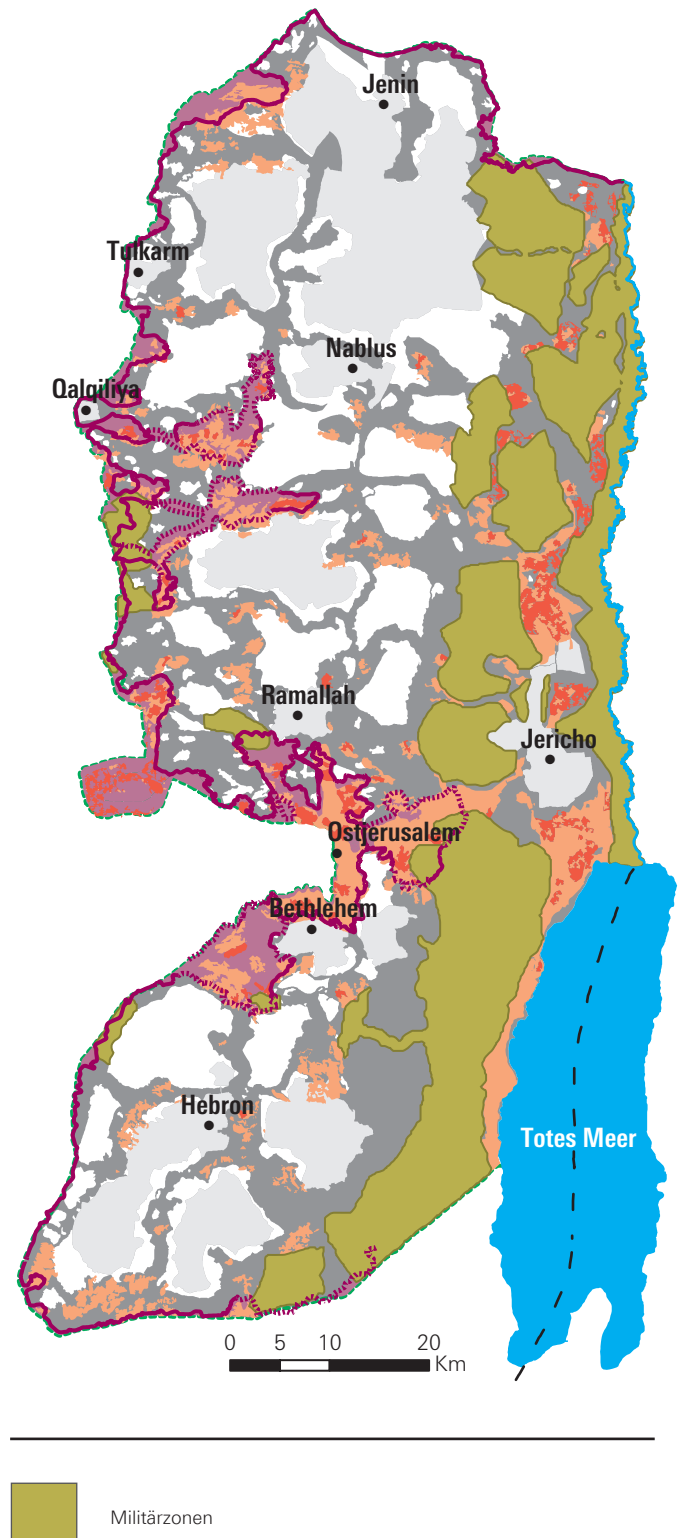 Jenin
Tulkarm
Nablus
Qalqiliya
Ramallah
Jericho
Ostjerusalem
Bethlehem
Hebron
Totes Meer
0 5 10 20
Km
Militärzonen